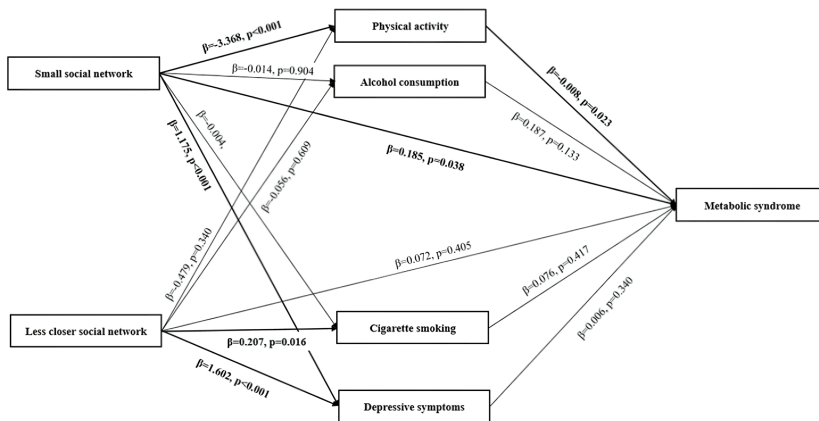 Physical activity
β=-3.368, p<0.001
Small social network
β=-0.014, p=0.904
Alcohol consumption
β=-0.008, p=0.023
β=0.187, p=0.133
β=-0.004,
β=1.175, p<0.001
β=-0.056, p=0.609
β=0.185, p=0.038
Metabolic syndrome
β=-0.479, p=0.340
β=0.072, p=0.405
β=0.076, p=0.417
β=0.006, p=0.340
Less closer social network
Cigarette smoking
β=0.207, p=0.016
β=1.602, p<0.001
Depressive symptoms